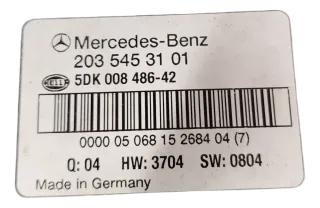 Mercedes-Benz
203 545 31 01
HELLA 5DK 008 486-42
0000 05 068 15 2684 04 (7)
Q: 04 HW: 3704 SW: 0804
Made in Germany